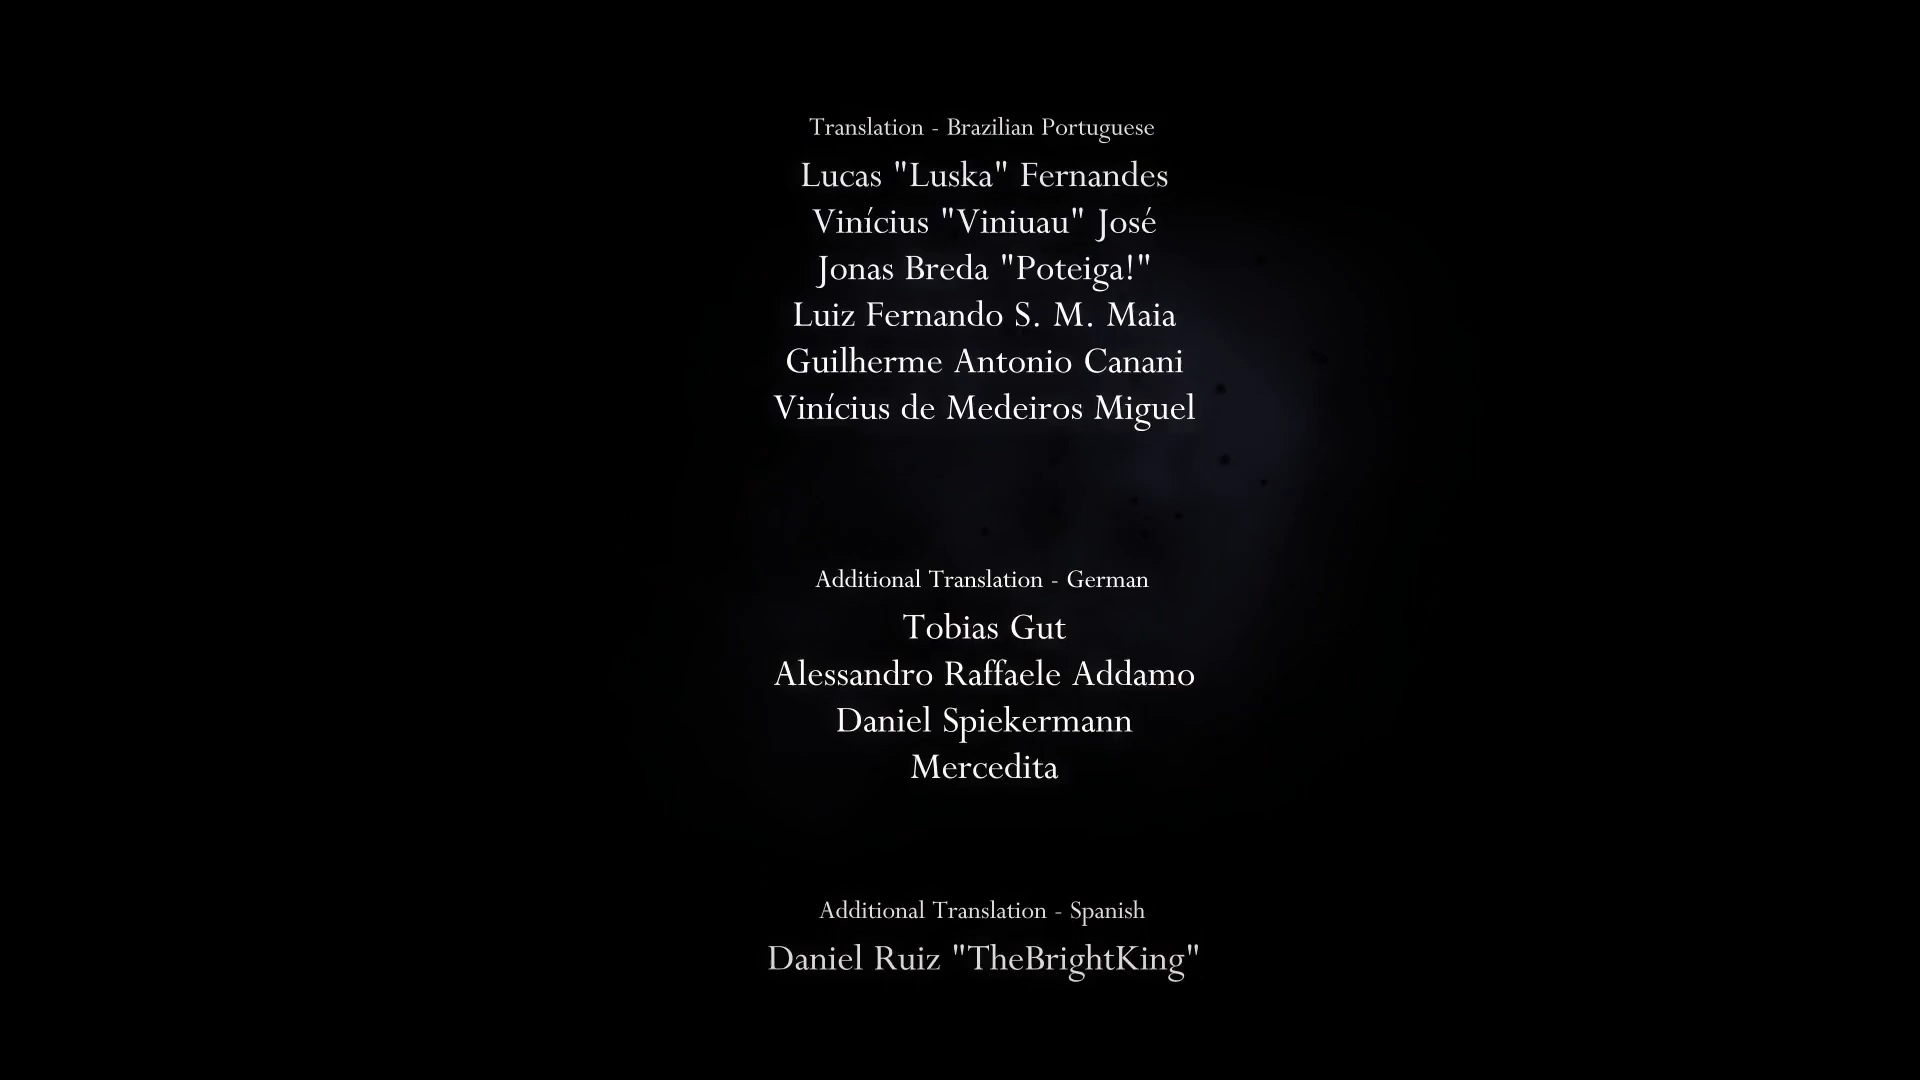 Translation - Brazilian Portuguese
Lucas "Luska" Fernandes
Vinícius "Viniuau" José
Jonas Breda "Poteiga!"
Luiz Fernando S. M. Maia
Guilherme Antonio Canani
Vinícius de Medeiros Miguel
Additional Translation - German
Tobias Gut
Alessandro Raffaele Addamo
Daniel Spiekermann
Mercedita
Additional Translation - Spanish
Daniel Ruiz "TheBrightKing"